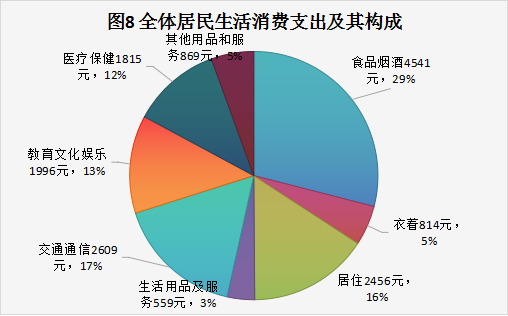 图8 全体居民生活消费支出及其构成
其他用品和服
务869元，5%
医疗保健1815
元，12%
食品烟酒4541
元，29%
教育文化娱乐
1996元，13%
衣着814元，
5%
交通通信2609
元，17%
生活用品及服
务559元，3%
居住2456元，
16%